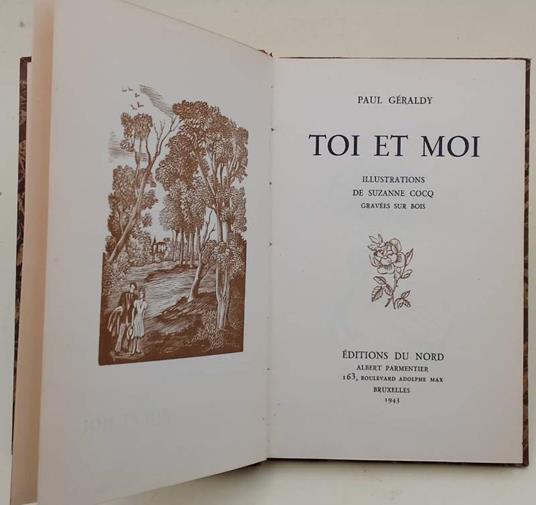 PAUL GÉRALDY
TOI ET MOI
ILLUSTRATIONS
DE SUZANNE COCQ
GRAVÉES SUR BOIS
ÉDITIONS DU NORD
ALBERT PARMENTIER
163, BOULEVARD ADOLPHE MAX
BRUXELLES
1943